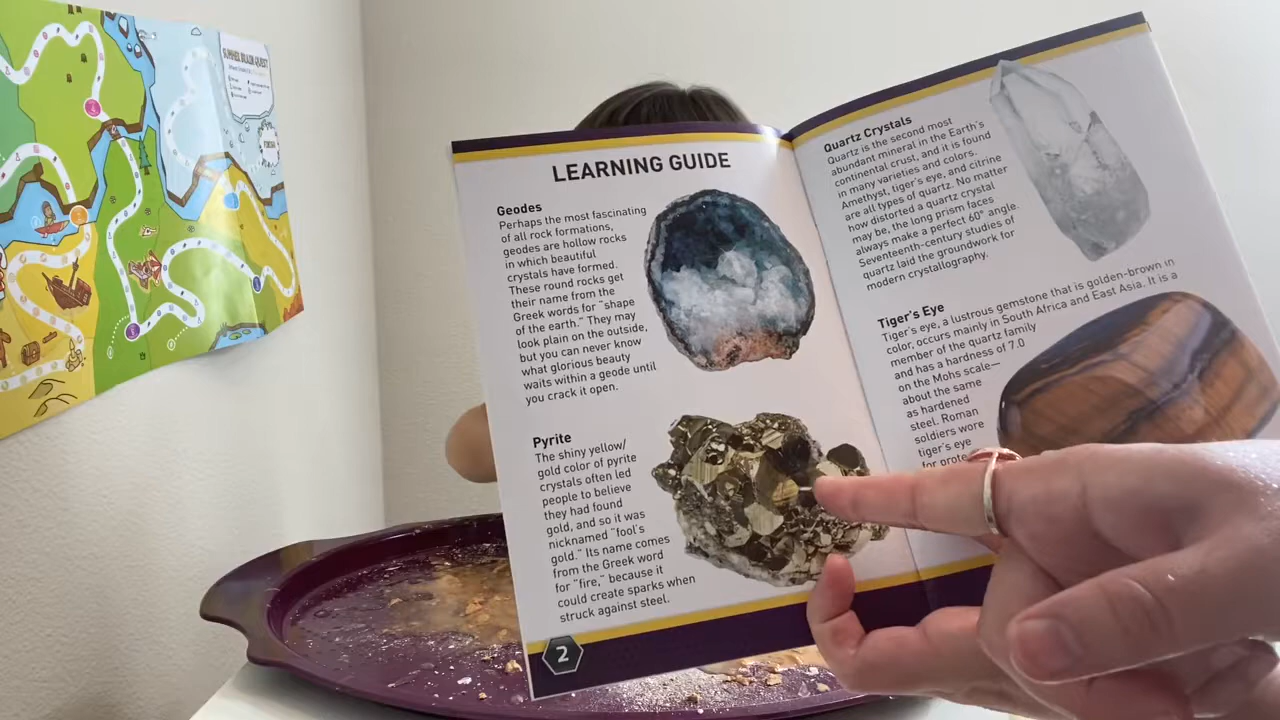 SUMMER BRAIN QUEST
LEARNING GUIDE
Geodes
Perhaps the most fascinating
of all rock formations,
geodes are hollow rocks
in which beautiful
crystals have formed.
These round rocks get
their name from the
Greek words for "shape
of the earth." They may
look plain on the outside,
but you can never know
what glorious beauty
waits within a geode until
you crack it open.
Pyrite
The shiny yellow/
gold color of pyrite
crystals often led
people to believe
they had found
gold, and so it was
nicknamed "fool's
gold." Its name comes
from the Greek word
for "fire," because it
could create sparks when
struck against steel.
2
Quartz Crystals
Quartz is the second most
abundant mineral in the Earth's
continental crust, and it is found
in many varieties and colors.
Amethyst, tiger's eye, and citrine
are all types of quartz. No matter
how distorted a quartz crystal
may be, the long prism faces
always make a perfect 60° angle.
Seventeenth-century studies of
quartz laid the groundwork for
modern crystallography.
Tiger's Eye
Tiger's eye, a lustrous gemstone that is golden-brown in
color, occurs mainly in South Africa and East Asia. It is a
member of the quartz family
and has a hardness of 7.0
on the Mohs scale—
about the same
as hardened
steel. Roman
soldiers wore
tiger's eye
for